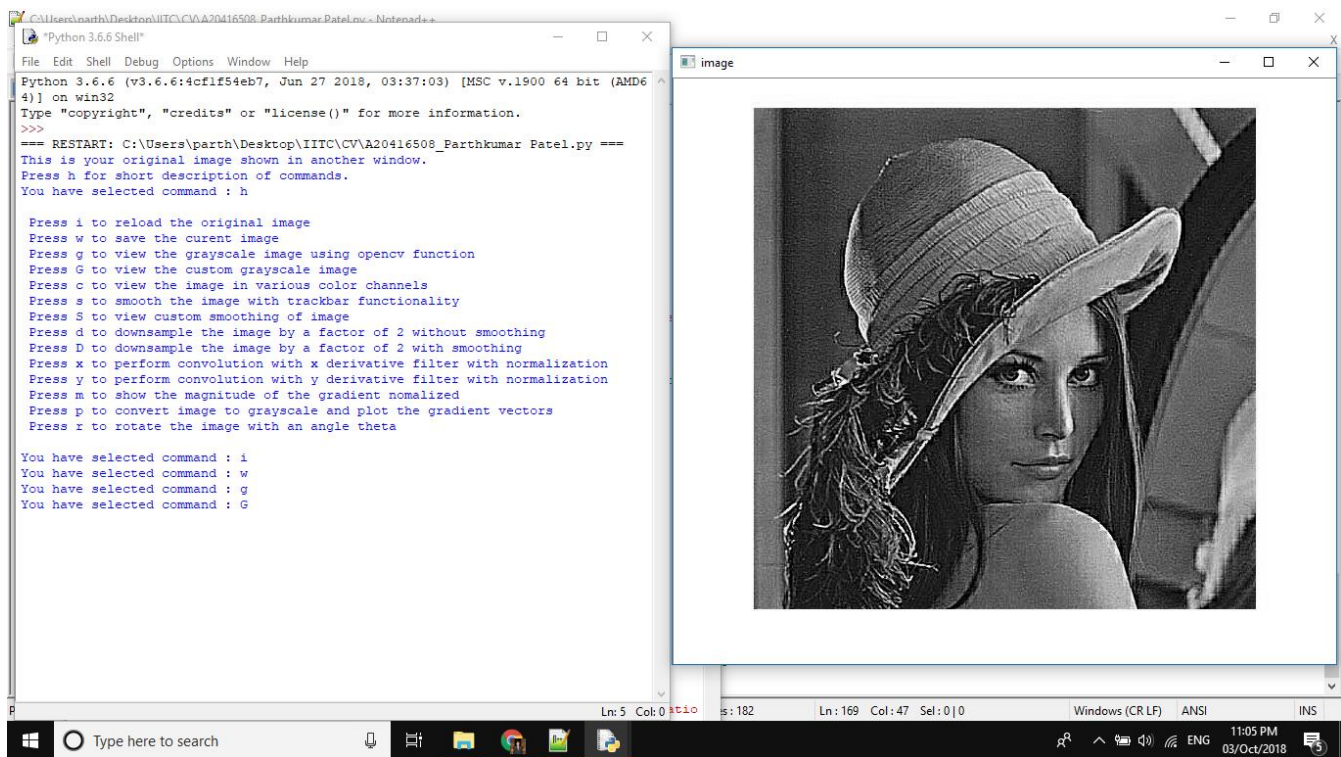 C:\Users\parth\Desktop\IITC\CV\A20416508_Parthkumar Patel.py - Notepad++
*Python 3.6.6 Shell*
File Edit Shell Debug Options Window Help
Python 3.6.6 (v3.6.6:4cf1f54eb7, Jun 27 2018, 03:37:03) [MSC v.1900 64 bit (AMD6
4)] on win32
Type "copyright", "credits" or "license()" for more information.
>>>
=== RESTART: C:\Users\parth\Desktop\IITC\CV\A20416508_Parthkumar Patel.py ===
This is your original image shown in another window.
Press h for short description of commands.
You have selected command : h
Press i to reload the original image
Press w to save the curent image
Press g to view the grayscale image using opencv function
Press G to view the custom grayscale image
Press c to view the image in various color channels
Press s to smooth the image with trackbar functionality
Press S to view custom smoothing of image
Press d to downsample the image by a factor of 2 without smoothing
Press D to downsample the image by a factor of 2 with smoothing
Press x to perform convolution with x derivative filter with normalization
Press y to perform convolution with y derivative filter with normalization
Press m to show the magnitude of the gradient nomalized
Press p to convert image to grayscale and plot the gradient vectors
Press r to rotate the image with an angle theta
You have selected command : i
You have selected command : w
You have selected command : g
You have selected command : G
Ln: 5 Col: 0
image
X
atio
es : 182 Ln : 169 Col : 47 Sel : 0 | 0 Windows (CR LF) ANSI INS
Type here to search
ENG
11:05 PM
03/Oct/2018
5